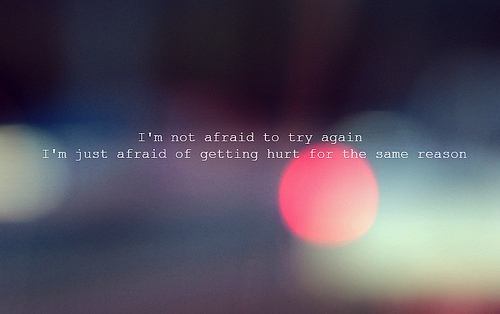 I'm not afraid to try again
I'm just afraid of getting hurt for the same reason